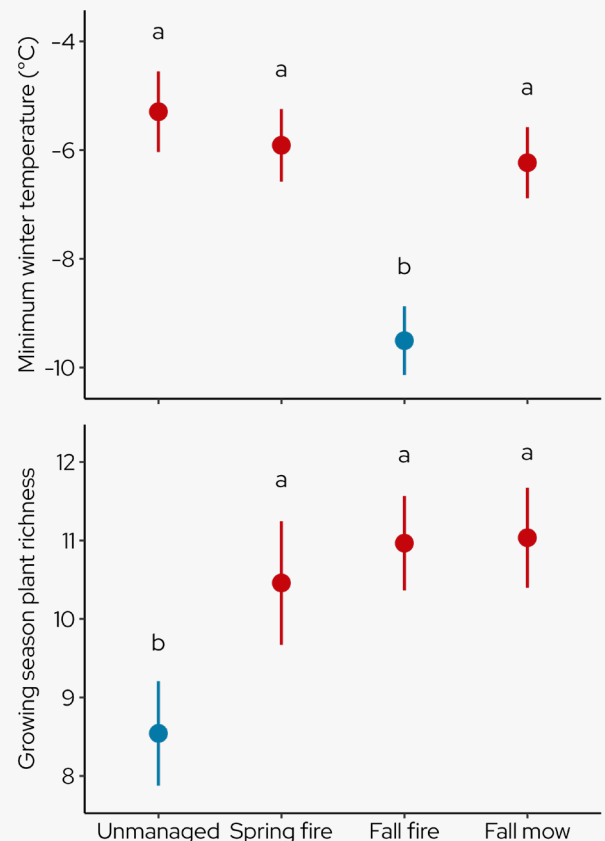 Minimum winter temperature (°C)
-4
-6
-8
-10
a
a
b
a
Growing season plant richness
12
11
10
9
8
b
a
a
a
Unmanaged Spring fire Fall fire Fall mow